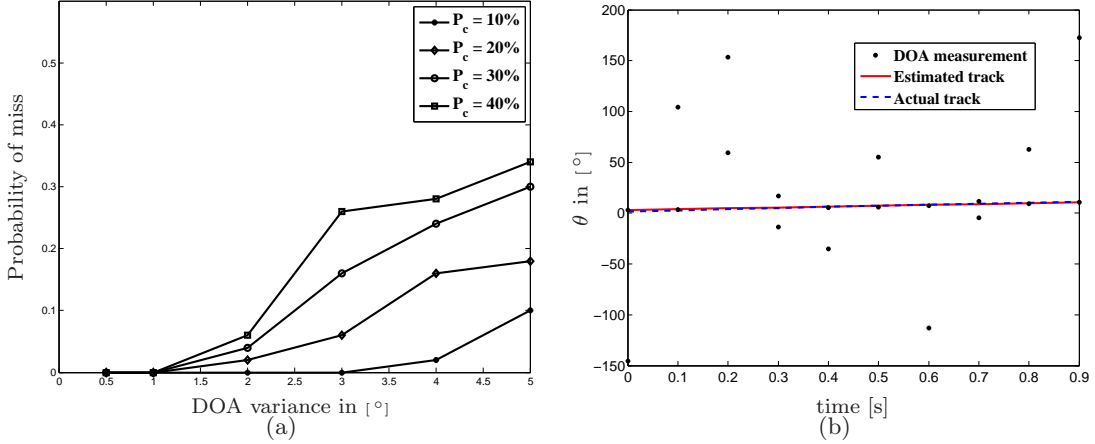 P_c = 10%
P_c = 20%
P_c = 30%
P_c = 40%
Probability of miss
0.5
0.4
0.3
0.2
0.1
0
0 0.5 1 1.5 2 2.5 3 3.5 4 4.5 5
DOA variance in [°]
(a)
DOA measurement
Estimated track
Actual track
θ in [°]
200
150
100
50
0
−50
−100
−150
0 0.1 0.2 0.3 0.4 0.5 0.6 0.7 0.8 0.9
time [s]
(b)